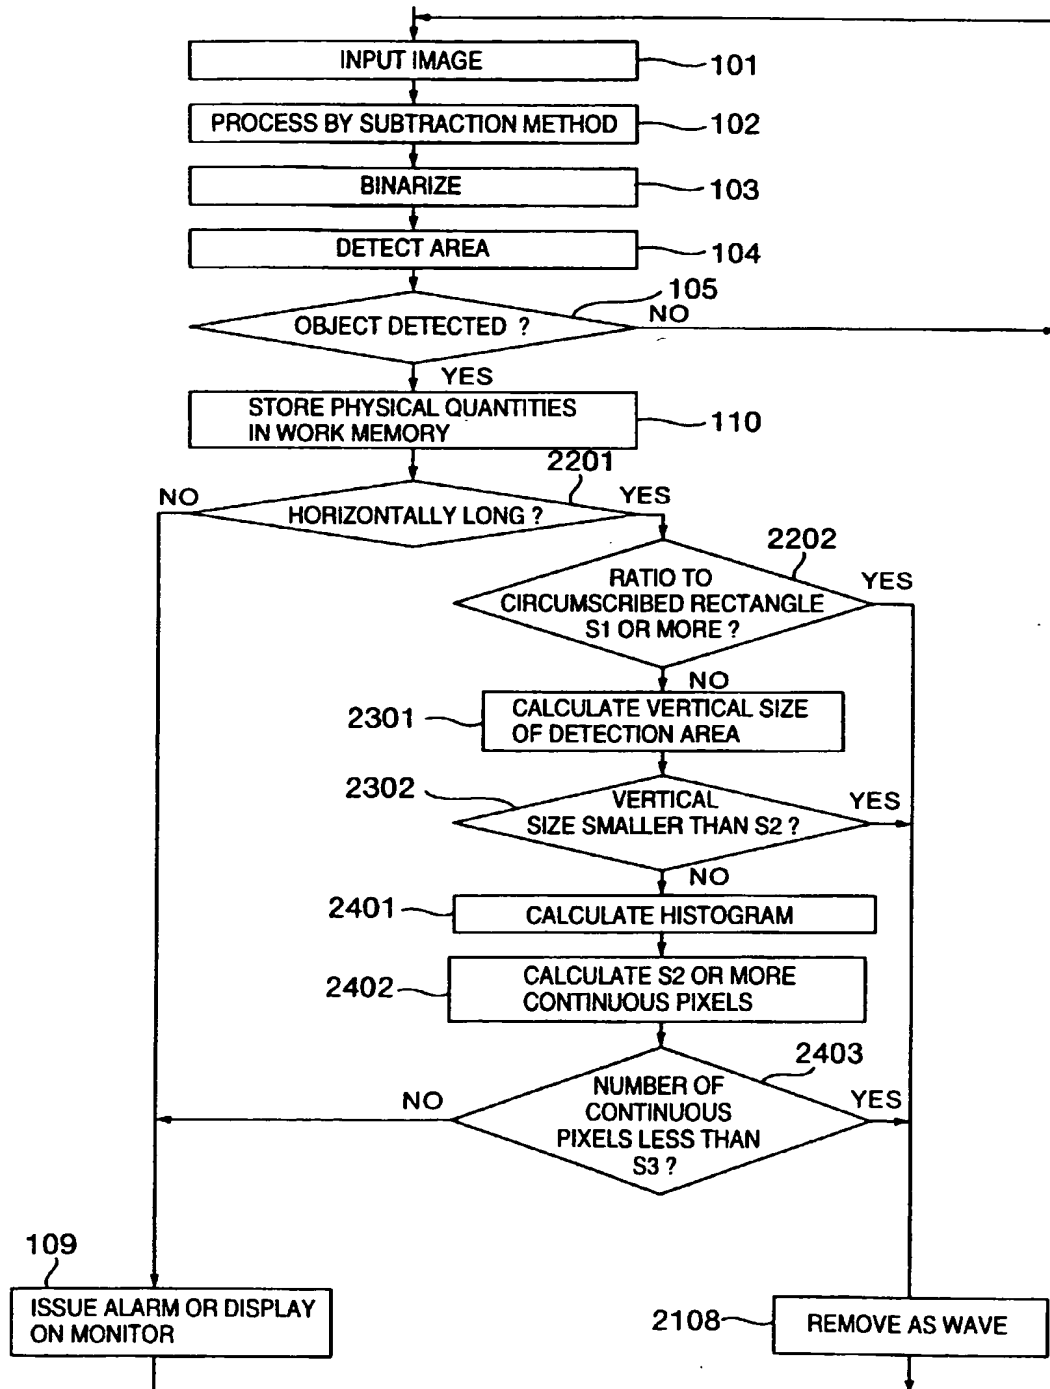 INPUT IMAGE
101
PROCESS BY SUBTRACTION METHOD
102
BINARIZE
103
DETECT AREA
104
105
OBJECT DETECTED ?
NO
YES
STORE PHYSICAL QUANTITIES
IN WORK MEMORY
110
2201
NO
HORIZONTALLY LONG ?
YES
2202
RATIO TO
CIRCUMSCRIBED RECTANGLE
S1 OR MORE ?
YES
NO
2301
CALCULATE VERTICAL SIZE
OF DETECTION AREA
2302
VERTICAL
SIZE SMALLER THAN S2 ?
YES
NO
2401
CALCULATE HISTOGRAM
2402
CALCULATE S2 OR MORE
CONTINUOUS PIXELS
2403
NUMBER OF
CONTINUOUS
PIXELS LESS THAN
S3 ?
NO
YES
109
ISSUE ALARM OR DISPLAY
ON MONITOR
2108
REMOVE AS WAVE